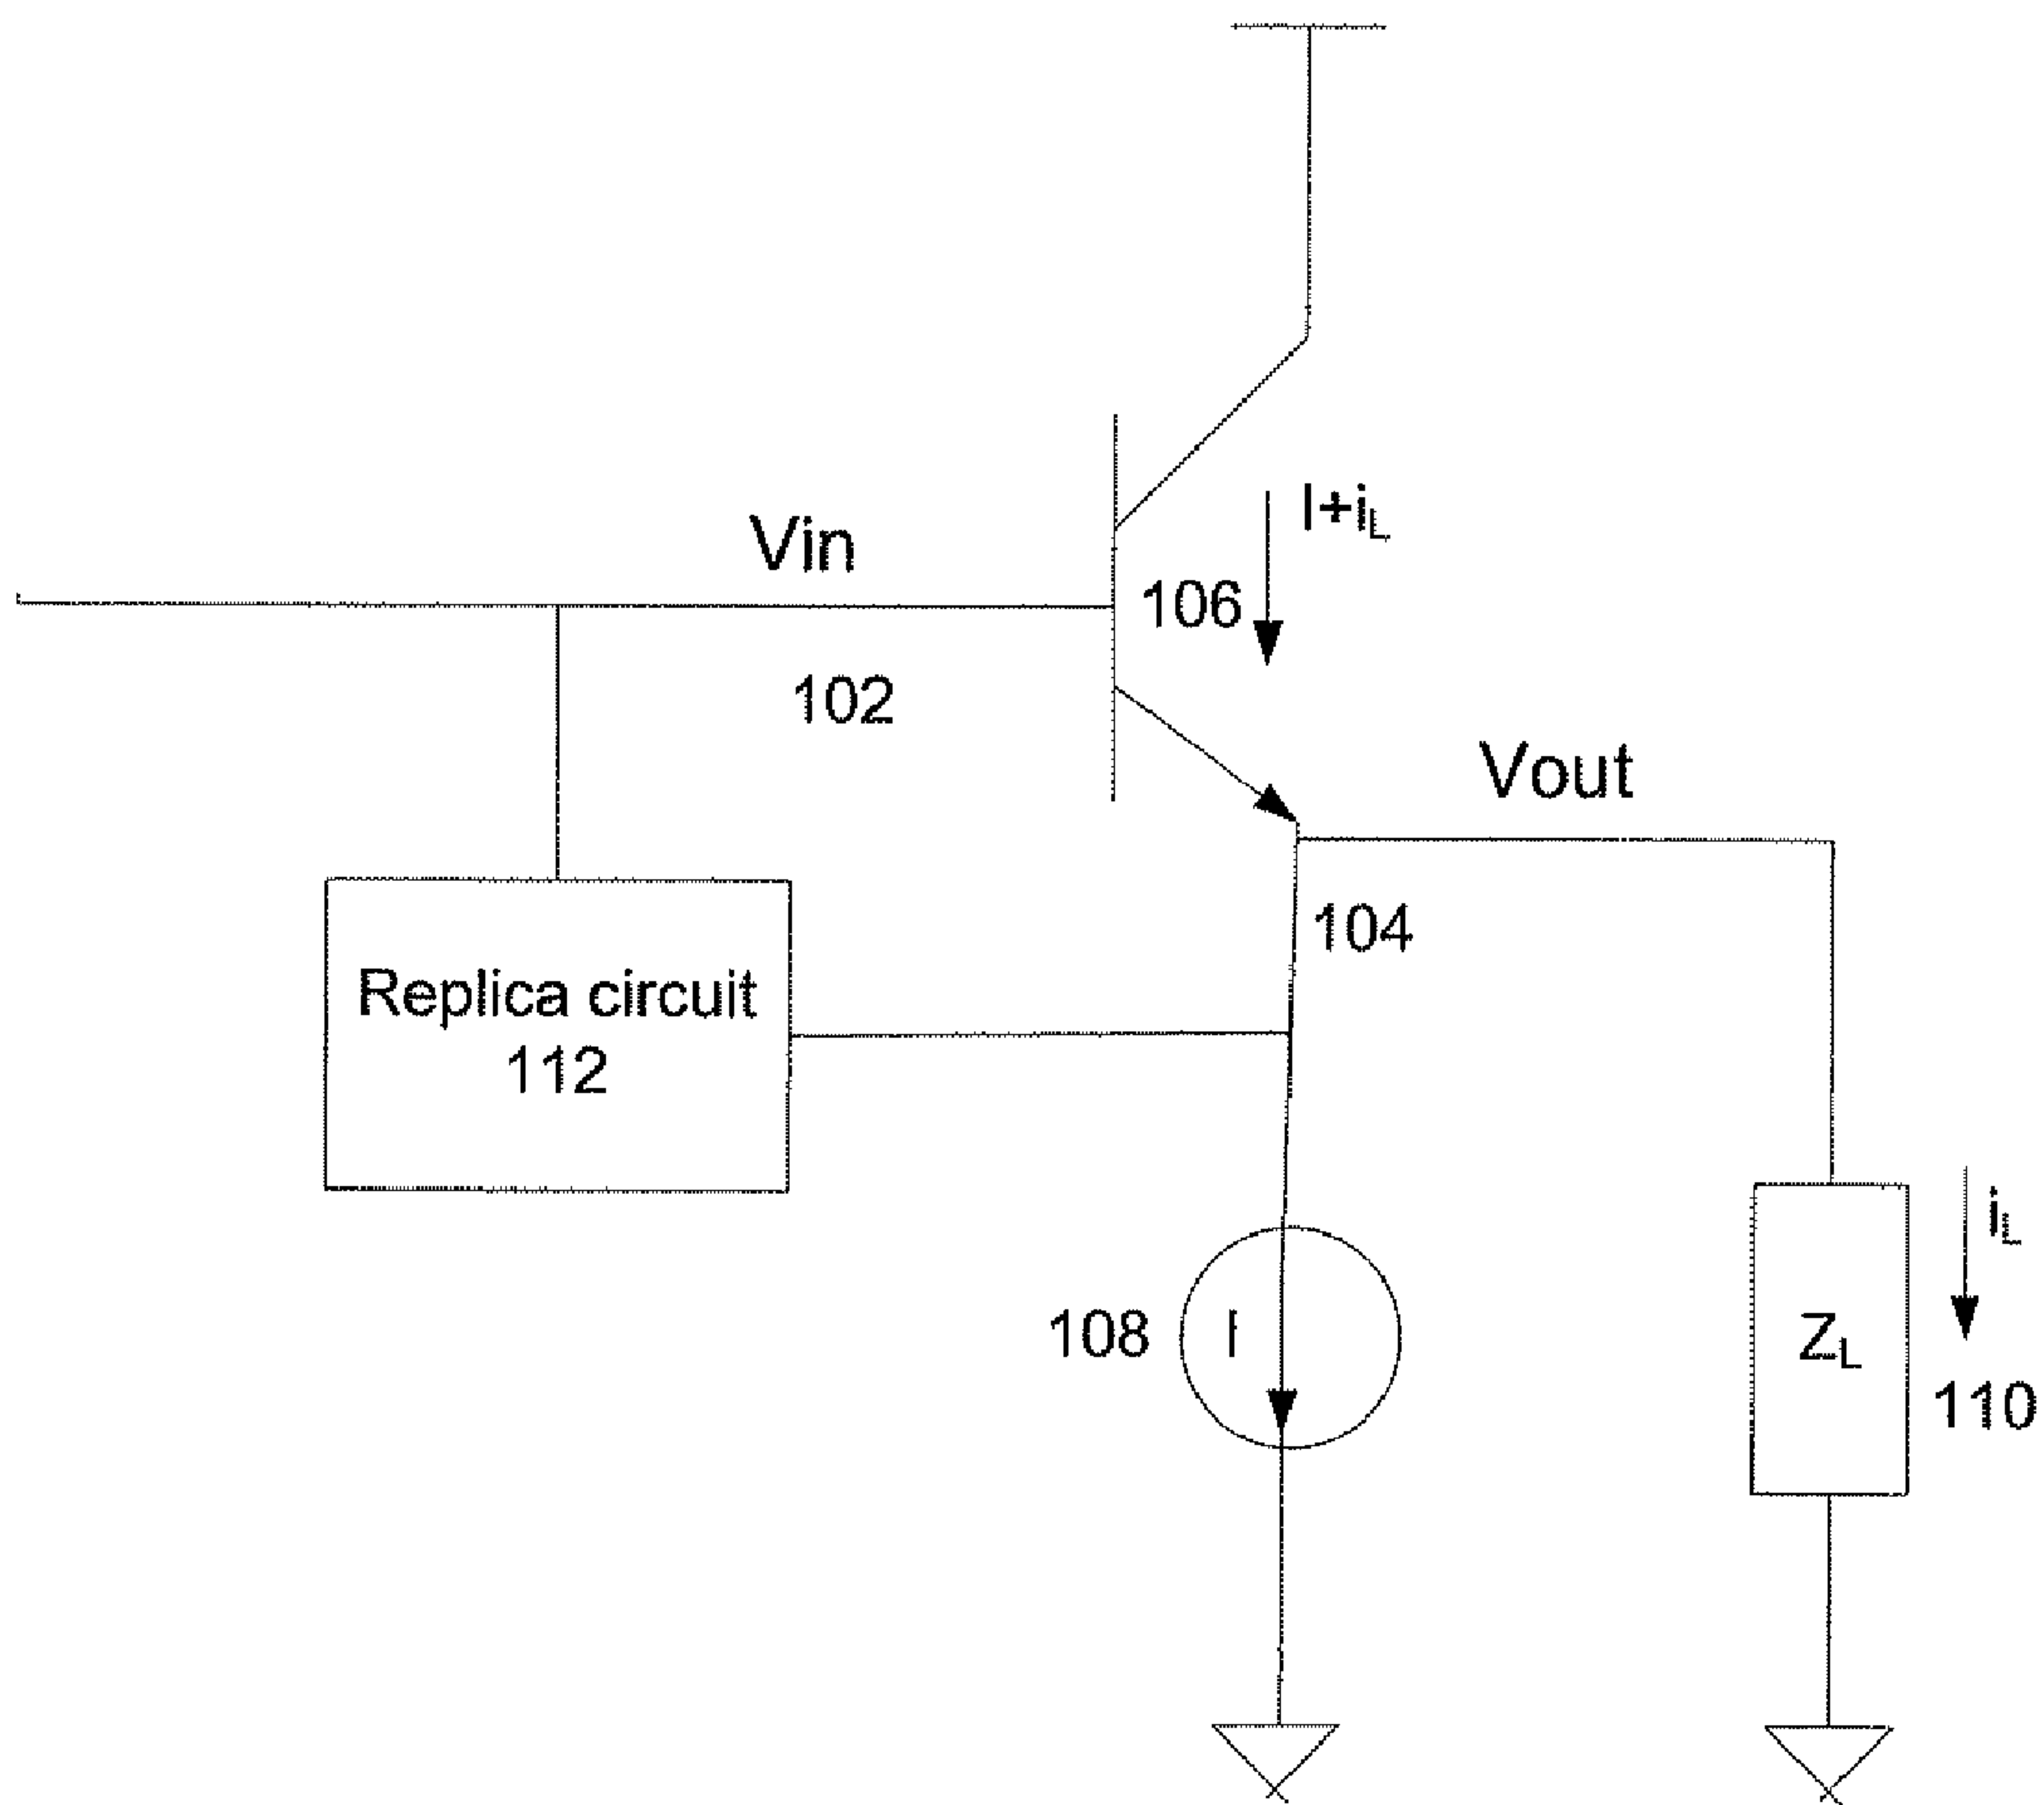 I+iL
Vin
106
102
Vout
104
Replica circuit
112
iL
108
I
ZL
110